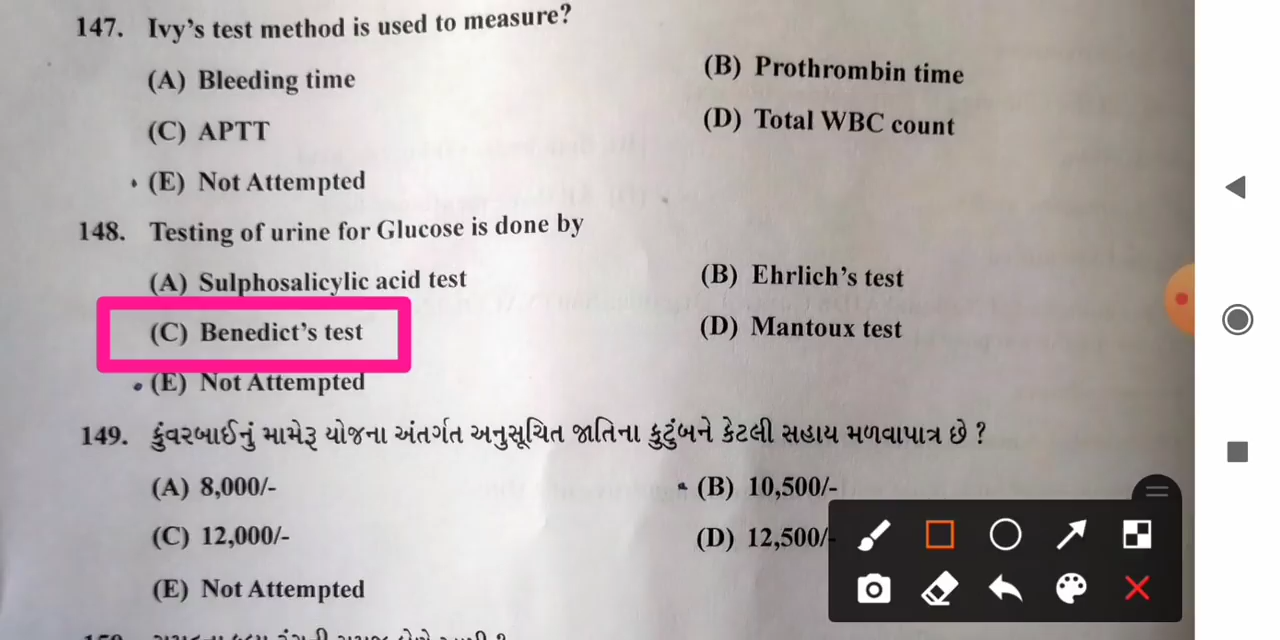 147. Ivy's test method is used to measure?
(A) Bleeding time
(B) Prothrombin time
(C) APTT
(D) Total WBC count
(E) Not Attempted
148. Testing of urine for Glucose is done by
(A) Sulphosalicylic acid test
(B) Ehrlich's test
(C) Benedict's test
(D) Mantoux test
(E) Not Attempted
149. કુંવરબાઈનું મામેરૂ યોજના અંતર્ગત અનુસૂચિત જાતિના કુટુંબને કેટલી સહાય મળવાપાત્ર છે ?
(A) 8,000/-
(B) 10,500/-
(C) 12,000/-
(D) 12,500/-
(E) Not Attempted